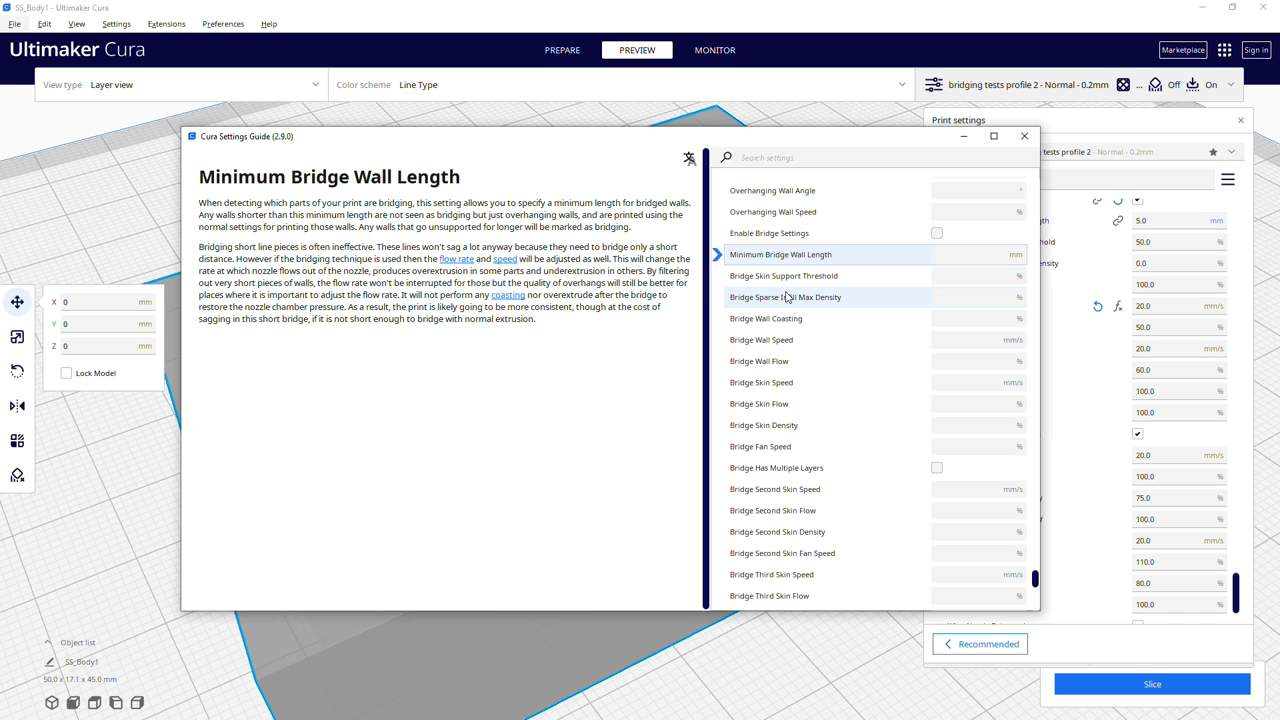 SS_Body1 - Ultimaker Cura
File Edit View Settings Extensions Preferences Help
Ultimaker Cura
PREPARE PREVIEW MONITOR
Marketplace
Sign in
View type Layer view
Color scheme Line Type
bridging tests profile 2 - Normal - 0.2mm ... Off On
Print settings
Cura Settings Guide (2.9.0)
Minimum Bridge Wall Length
When detecting which parts of your print are bridging, this setting allows you to specify a minimum length for bridged walls.
Any walls shorter than this minimum length are not seen as bridging but just overhanging walls, and are printed using the
normal settings for printing those walls. Any walls that go unsupported for longer will be marked as bridging.
Bridging short line pieces is often ineffective. These lines won't sag a lot anyway because they need to bridge only a short
distance. However if the bridging technique is used then the flow rate and speed will be adjusted as well. This will change the
rate at which nozzle flows out of the nozzle, produces overextrusion in some parts and underextrusion in others. By filtering
out very short pieces of walls, the flow rate won't be interrupted for those but the quality of overhangs will still be better for
places where it is important to adjust the flow rate. It will not perform any coasting nor overextrude after the bridge to
restore the nozzle chamber pressure. As a result, the print is likely going to be more consistent, though at the cost of
sagging in this short bridge, if it is not short enough to bridge with normal extrusion.
Search settings
Overhanging Wall Angle °
Overhanging Wall Speed %
Enable Bridge Settings
Minimum Bridge Wall Length mm
Bridge Skin Support Threshold %
Bridge Sparse Infill Max Density %
Bridge Wall Coasting %
Bridge Wall Speed mm/s
Bridge Wall Flow %
Bridge Skin Speed mm/s
Bridge Skin Flow %
Bridge Skin Density %
Bridge Fan Speed %
Bridge Has Multiple Layers
Bridge Second Skin Speed mm/s
Bridge Second Skin Flow %
Bridge Second Skin Density %
Bridge Second Skin Fan Speed %
Bridge Third Skin Speed mm/s
Bridge Third Skin Flow %
tests profile 2 - Normal - 0.2mm
gth 5.0 mm
hold 50.0 %
ensity 0.0 %
100.0 %
20.0 mm/s
50.0 %
20.0 mm/s
60.0 %
100.0 %
100.0 %
20.0 mm/s
100.0 %
75.0 %
100.0 %
20.0 mm/s
110.0 %
80.0 %
100.0 %
Recommended
Slice
X 0 mm
Y 0 mm
Z 0 mm
Lock Model
Object list
SS_Body1
50.0 x 17.1 x 45.0 mm